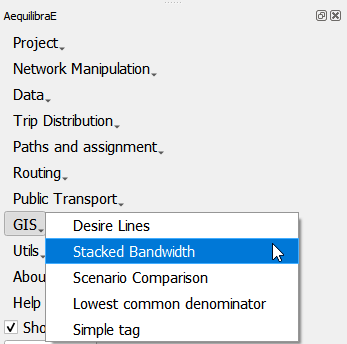 AequilibraE
Project
Network Manipulation
Data
Trip Distribution
Paths and assignment
Routing
Public Transport
GIS
Desire Lines
Utils
Stacked Bandwidth
Abou
Scenario Comparison
Help
Lowest common denominator
Sho
Simple tag